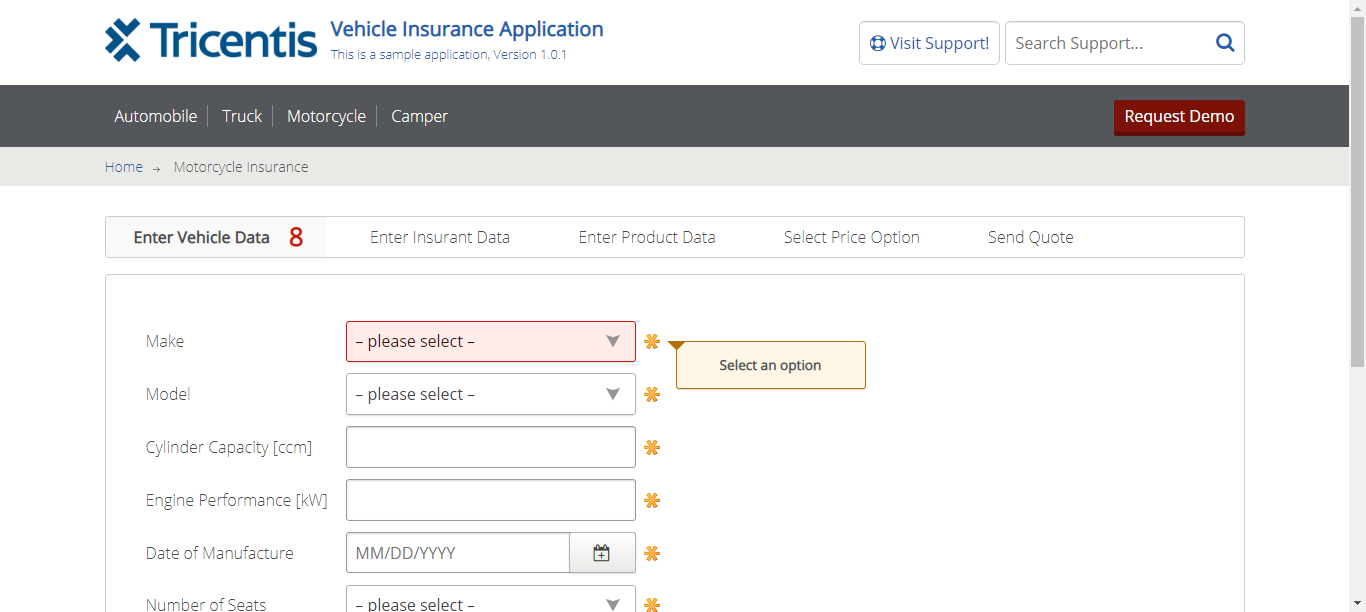 Tricentis
Vehicle Insurance Application
This is a sample application, Version 1.0.1
Visit Support!
Search Support...
Automobile
Truck
Motorcycle
Camper
Request Demo
Home → Motorcycle Insurance
Enter Vehicle Data 8
Enter Insurant Data
Enter Product Data
Select Price Option
Send Quote
Make
– please select –
Select an option
Model
– please select –
Cylinder Capacity [ccm]
Engine Performance [kW]
Date of Manufacture
MM/DD/YYYY
Number of Seats
– please select –